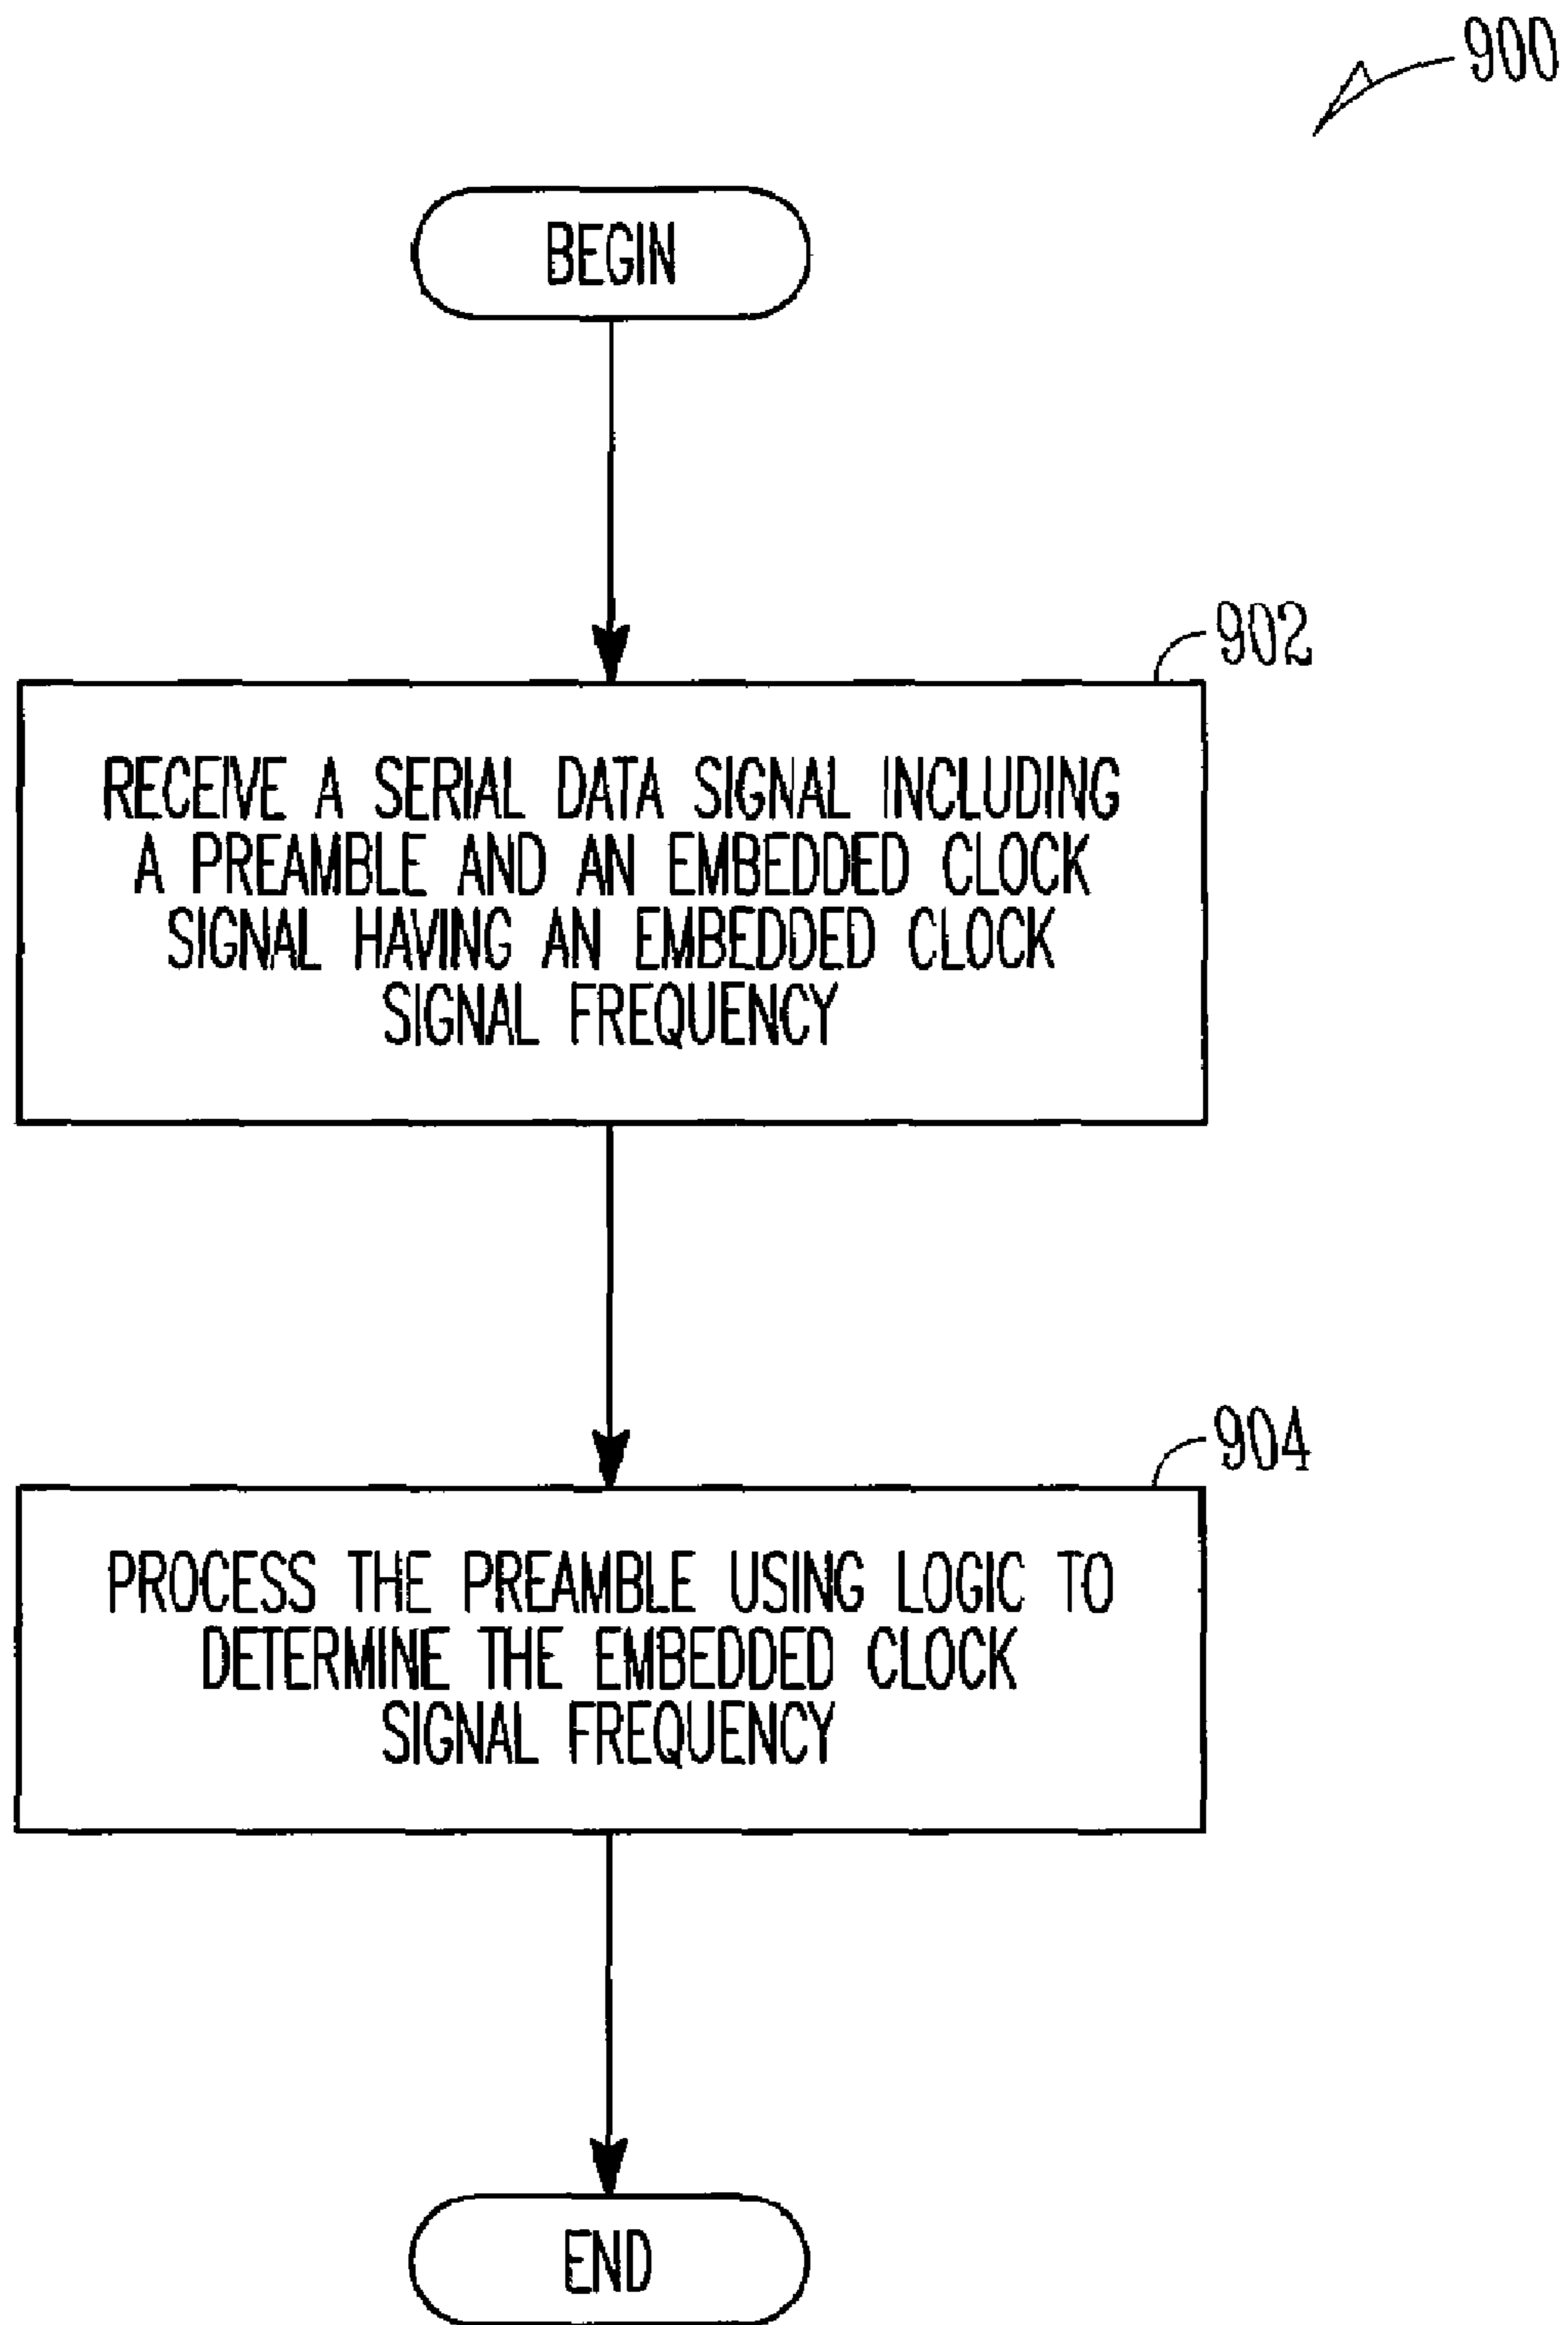 900
BEGIN
902
RECEIVE A SERIAL DATA SIGNAL INCLUDING
A PREAMBLE AND AN EMBEDDED CLOCK
SIGNAL HAVING AN EMBEDDED CLOCK
SIGNAL FREQUENCY
904
PROCESS THE PREAMBLE USING LOGIC TO
DETERMINE THE EMBEDDED CLOCK
SIGNAL FREQUENCY
END